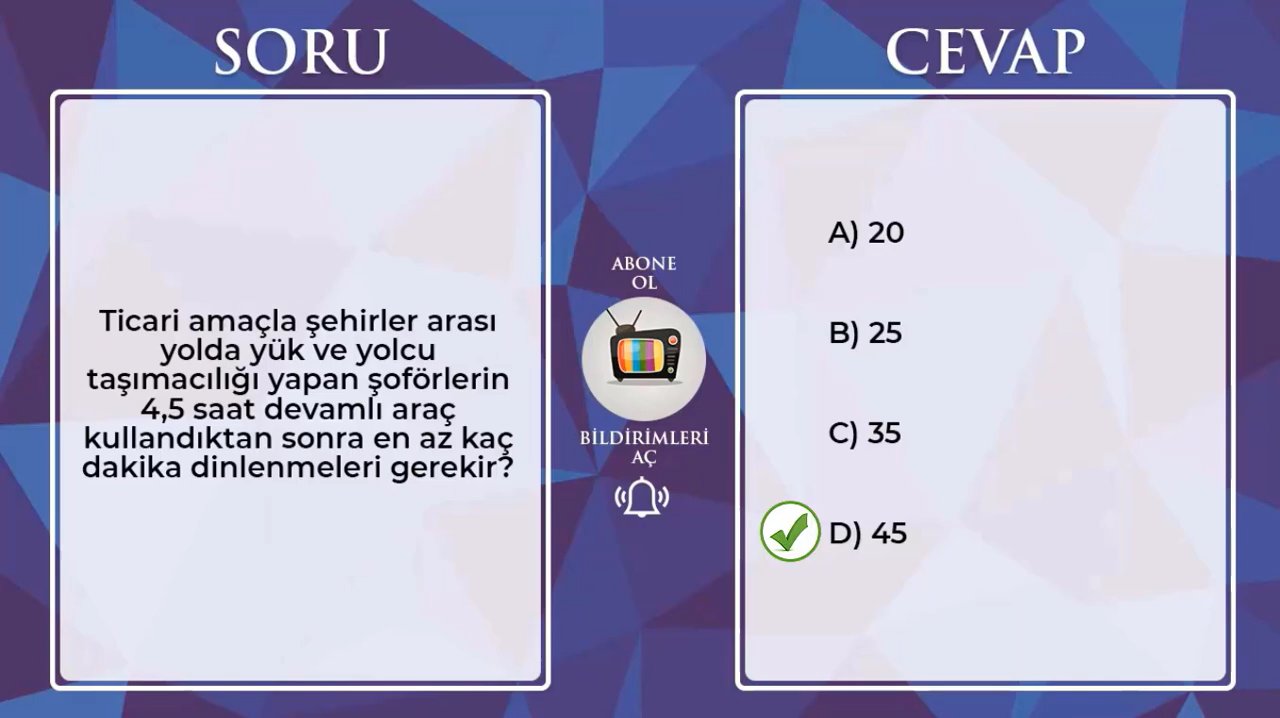 SORU
Ticari amaçla şehirler arası
yolda yük ve yolcu
taşımacılığı yapan şoförlerin
4,5 saat devamlı araç
kullandıktan sonra en az kaç
dakika dinlenmeleri gerekir?
ABONE
OL
BİLDİRİMLERİ
AÇ
CEVAP
A) 20
B) 25
C) 35
D) 45